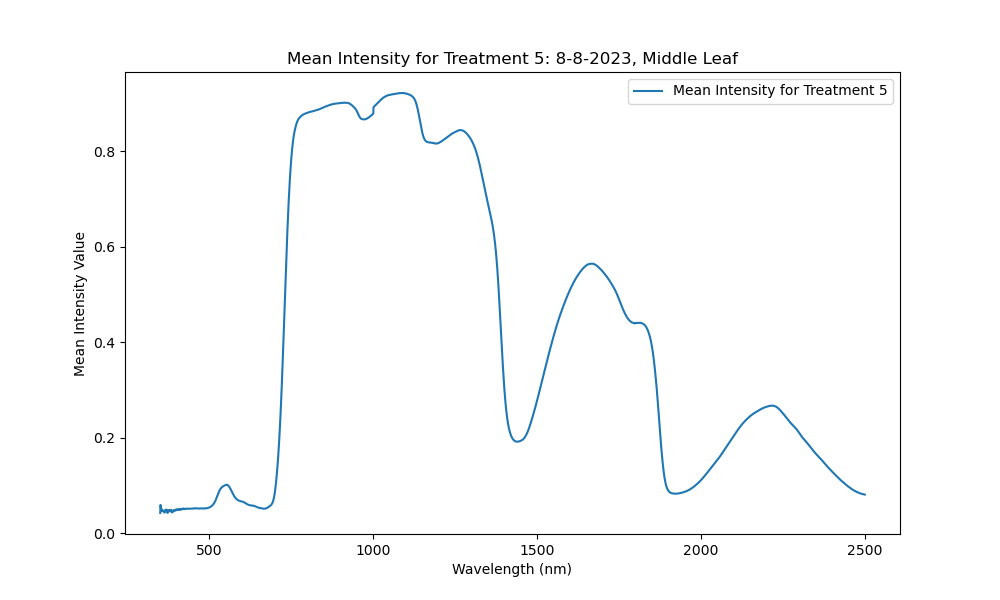 Mean Intensity for Treatment 5: 8-8-2023, Middle Leaf
Mean Intensity for Treatment 5
Mean Intensity Value
0.8
0.6
0.4
0.2
0.0
500 1000 1500 2000 2500
Wavelength (nm)